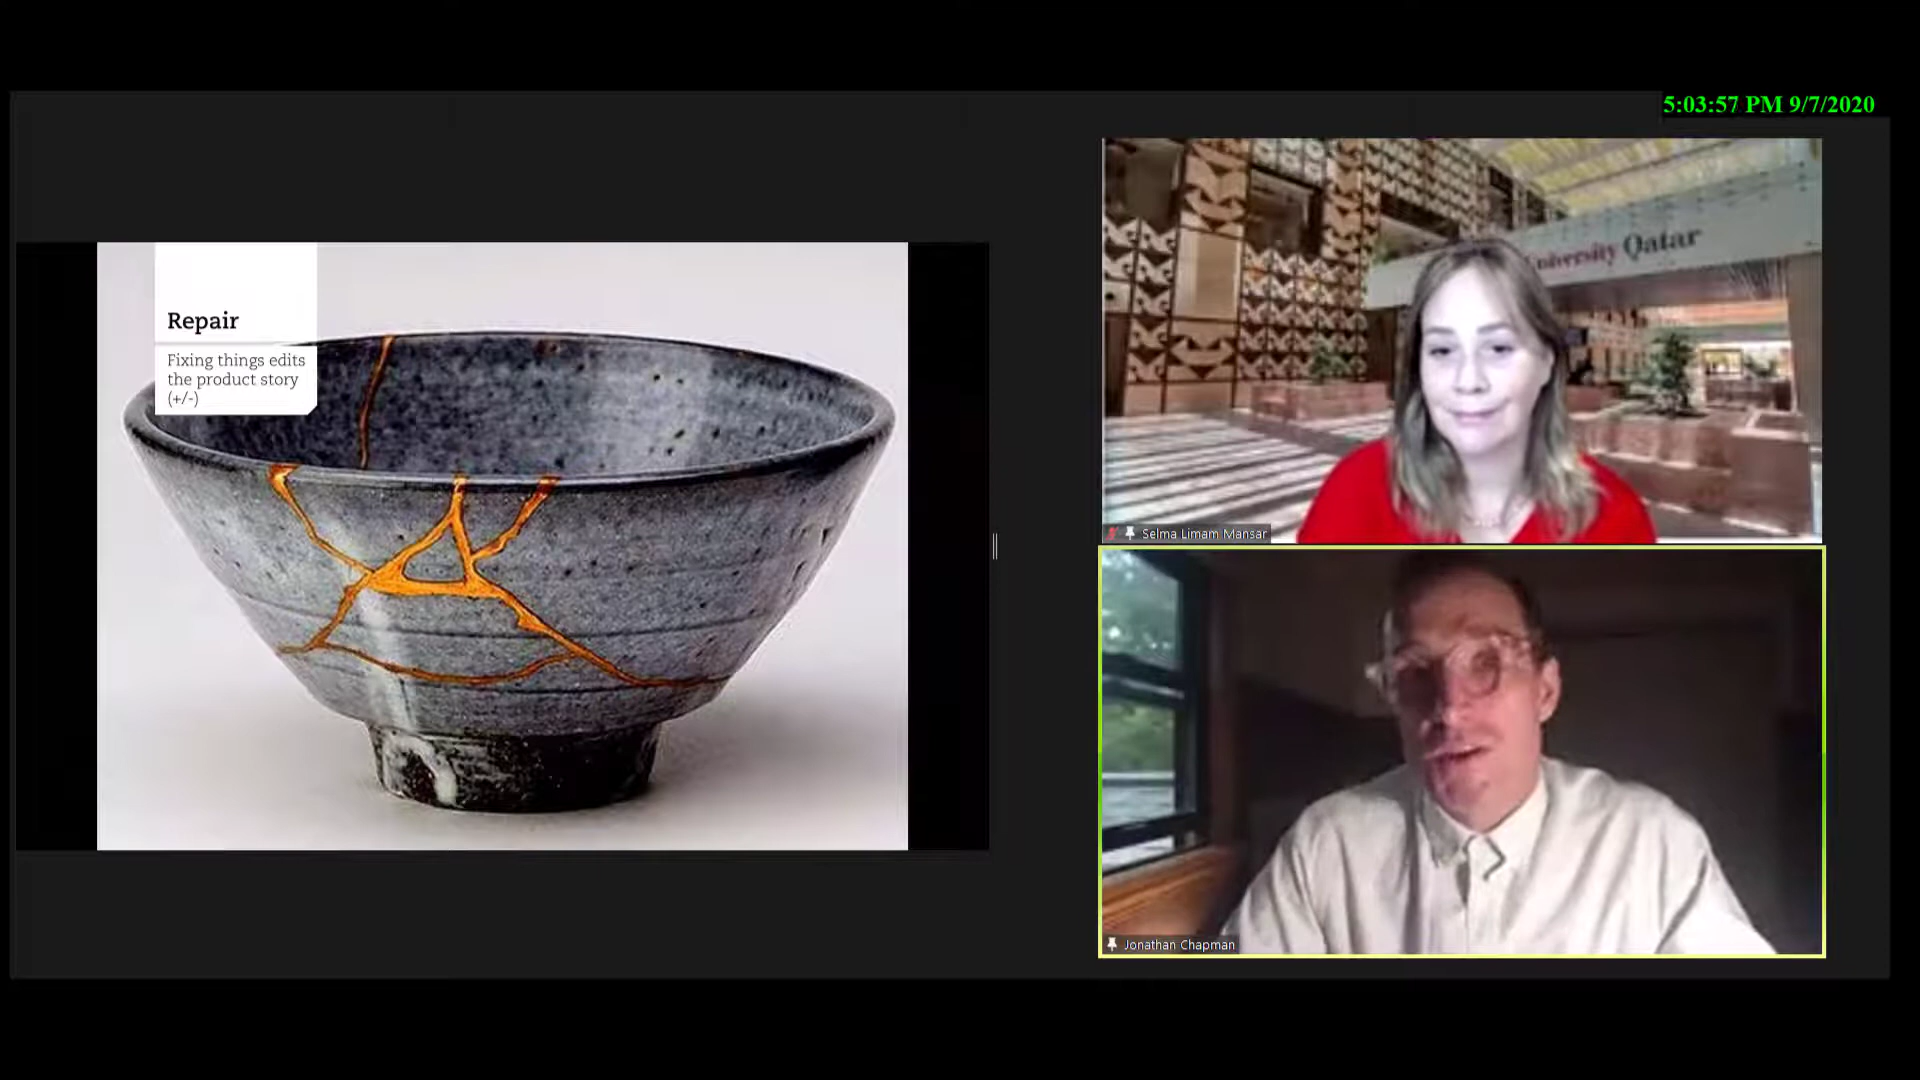 5:03:57 PM 9/7/2020
Repair
Fixing things edits
the product story
(+/-)
University Qatar
Selma Limam Mansar
Jonathan Chapman